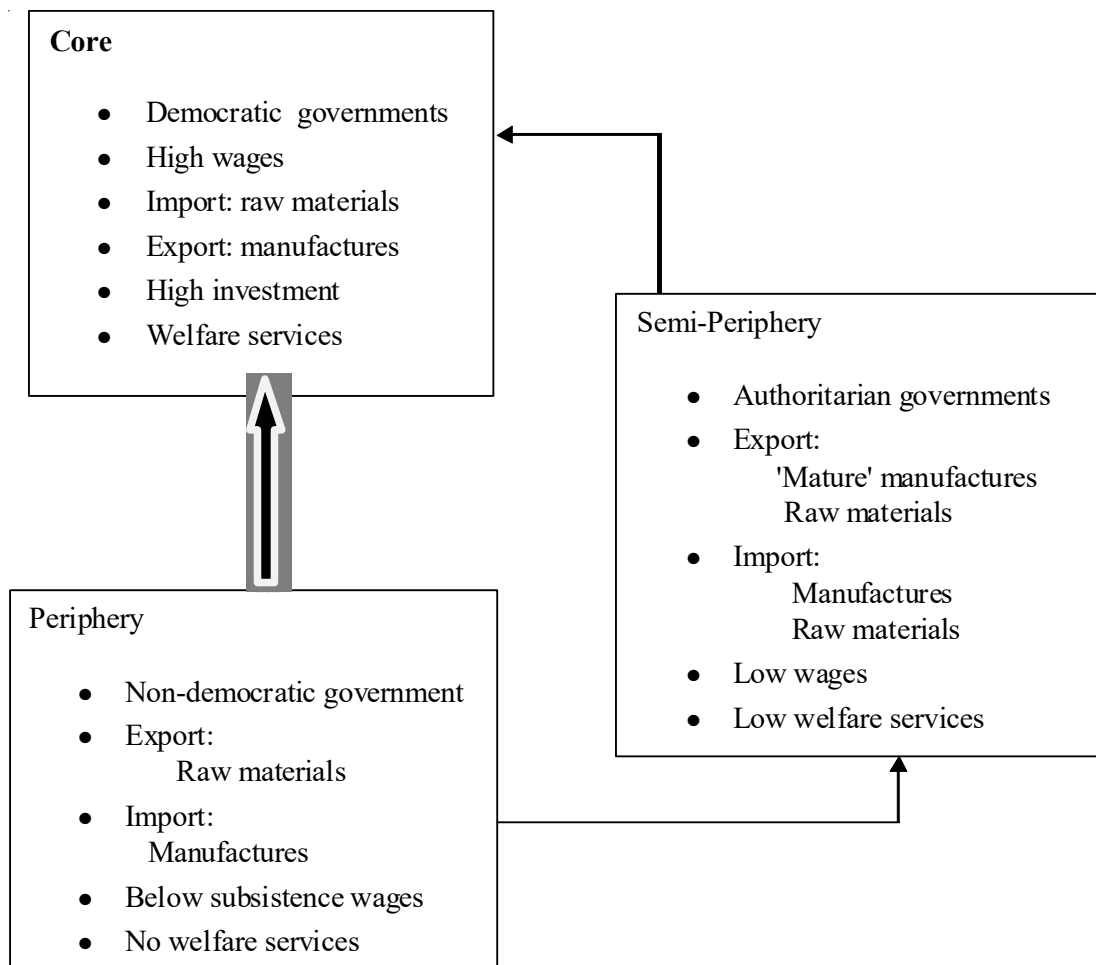 Core
● Democratic governments
● High wages
● Import: raw materials
● Export: manufactures
● High investment
● Welfare services
Semi-Periphery
● Authoritarian governments
● Export:
'Mature' manufactures
Raw materials
● Import:
Manufactures
Raw materials
● Low wages
● Low welfare services
Periphery
● Non-democratic government
● Export:
Raw materials
● Import:
Manufactures
● Below subsistence wages
● No welfare services